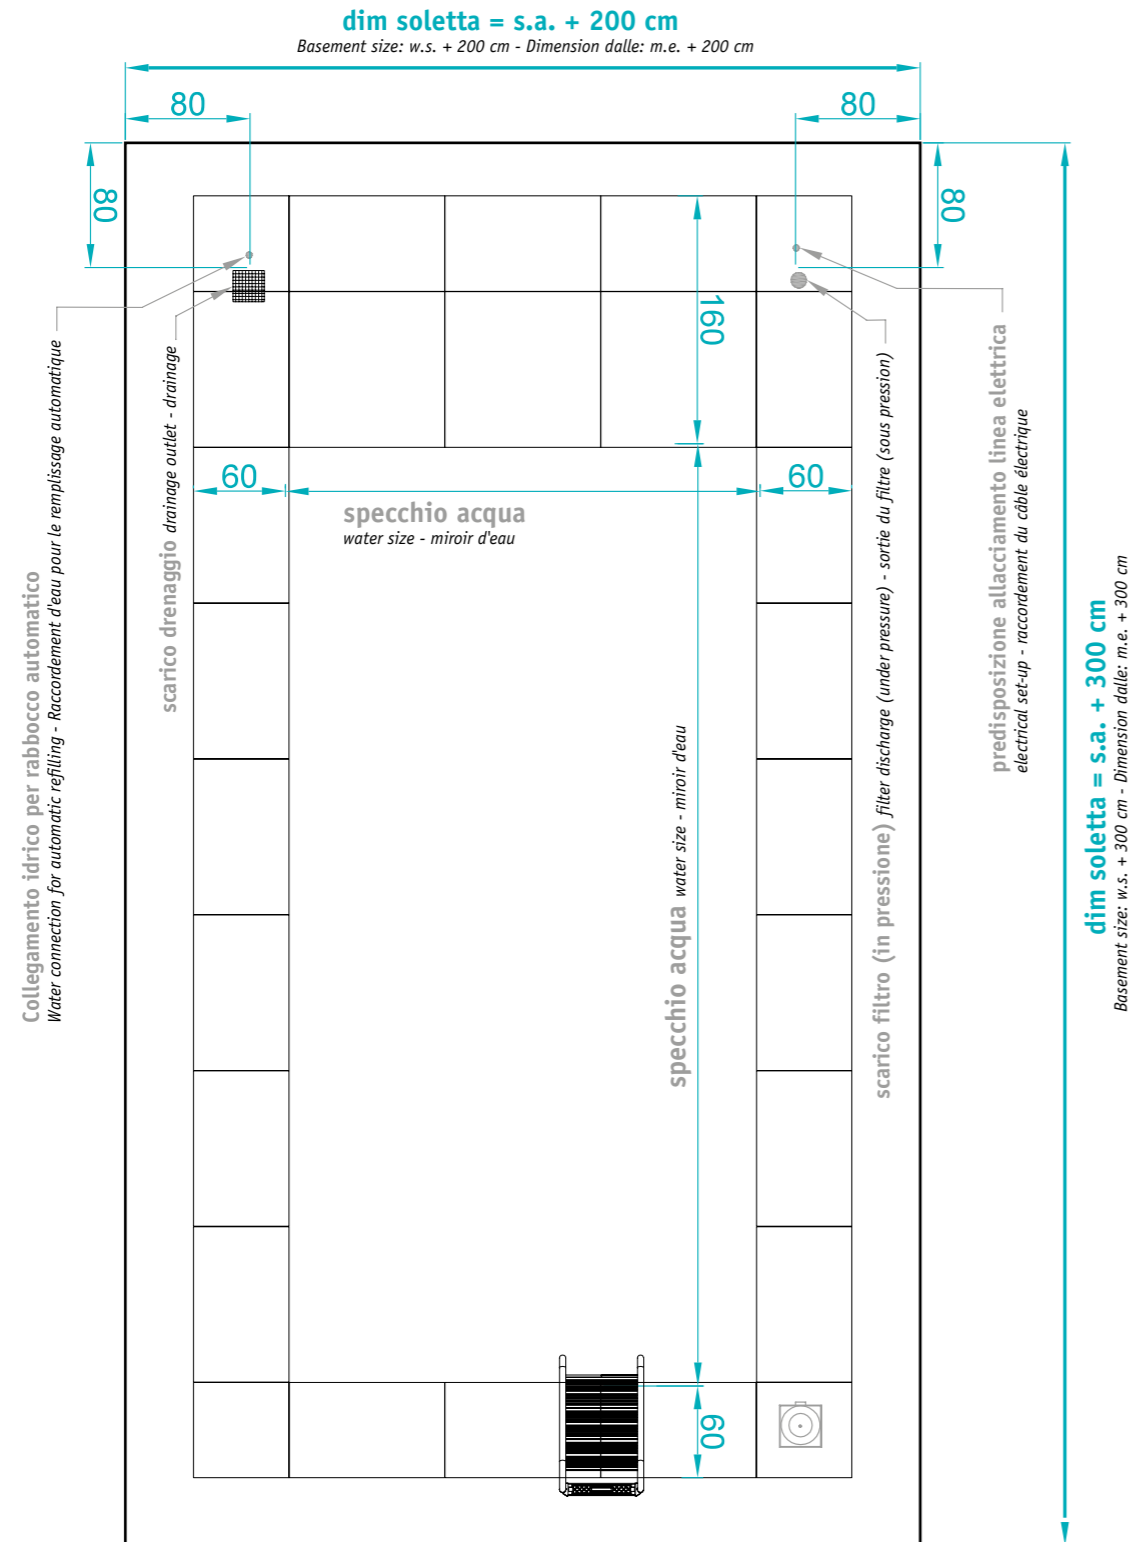 dim soletta = s.a. + 200 cm
Basement size: w.s. + 200 cm - Dimension dalle: m.e. + 200 cm
80
80
80
80
160
60
60
specchio acqua
water size - miroir d'eau
Collegamento idrico per rabbocco automatico
Water connection for automatic refilling - Raccordement d'eau pour le remplissage automatique
scarico drenaggio drainage outlet - drainage
specchio acqua water size - miroir d'eau
scarico filtro (in pressione) filter discharge (under pressure) - sortie du filtre (sous pression)
predisposizione allacciamento linea elettrica
electrical set-up - raccordement du câble électrique
dim soletta = s.a. + 300 cm
Basement size: w.s. + 300 cm - Dimension dalle: m.e. + 300 cm
60